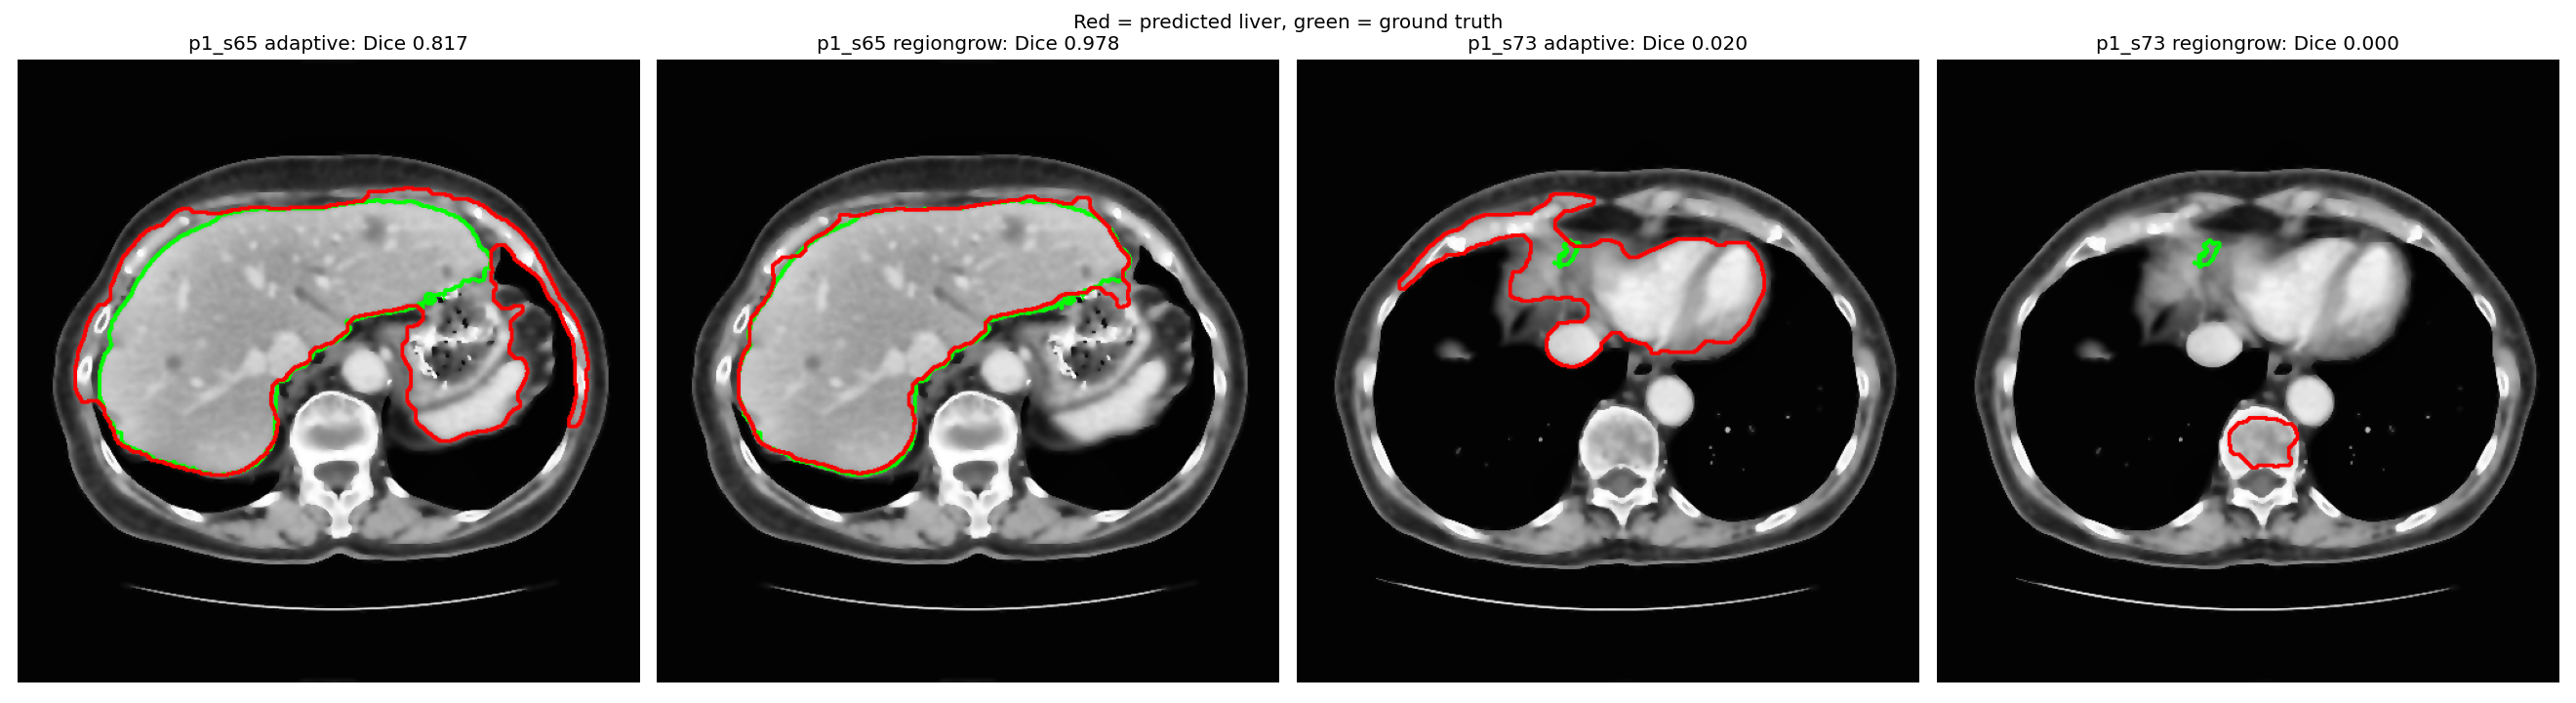 Red = predicted liver, green = ground truth
p1_s65 adaptive: Dice 0.817
p1_s65 regiongrow: Dice 0.978
p1_s73 adaptive: Dice 0.020
p1_s73 regiongrow: Dice 0.000